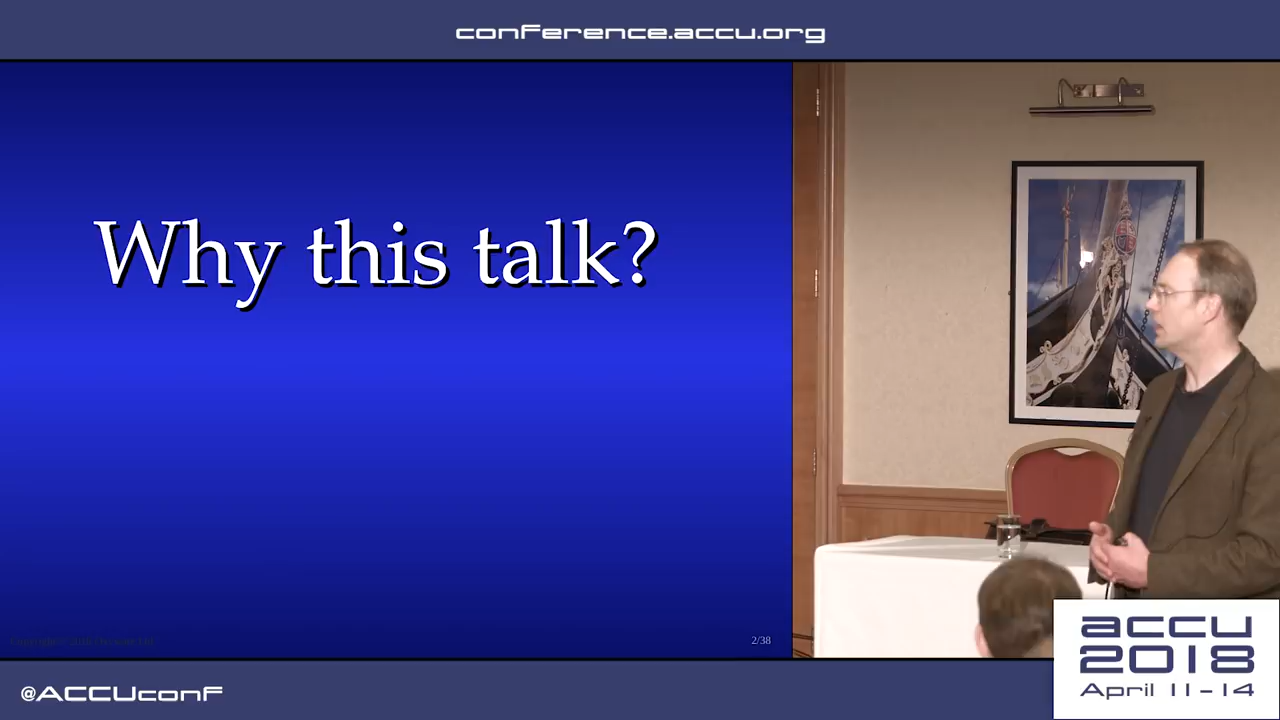 conference.accu.org
Why this talk?
2/38
@ACCUconf
accu
2018
April 11-14